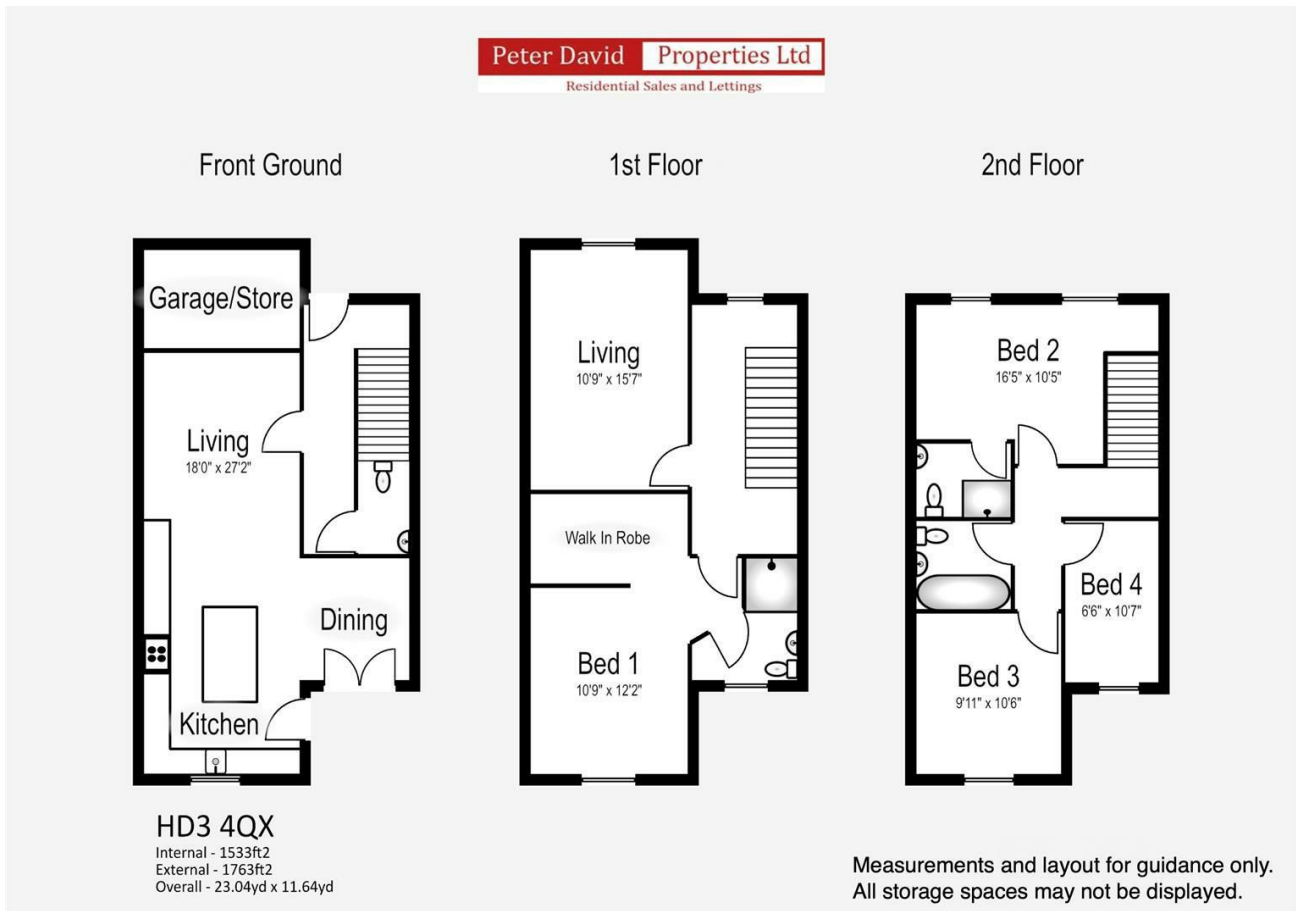 Peter David Properties Ltd
Residential Sales and Lettings
Front Ground
1st Floor
2nd Floor
Garage/Store
Living
18'0" x 27'2"
Dining
Kitchen
Living
10'9" x 15'7"
Walk In Robe
Bed 1
10'9" x 12'2"
Bed 2
16'5" x 10'5"
Bed 4
6'6" x 10'7"
Bed 3
9'11" x 10'6"
HD3 4QX
Internal - 1533ft2
External - 1763ft2
Overall - 23.04yd x 11.64yd
Measurements and layout for guidance only.
All storage spaces may not be displayed.